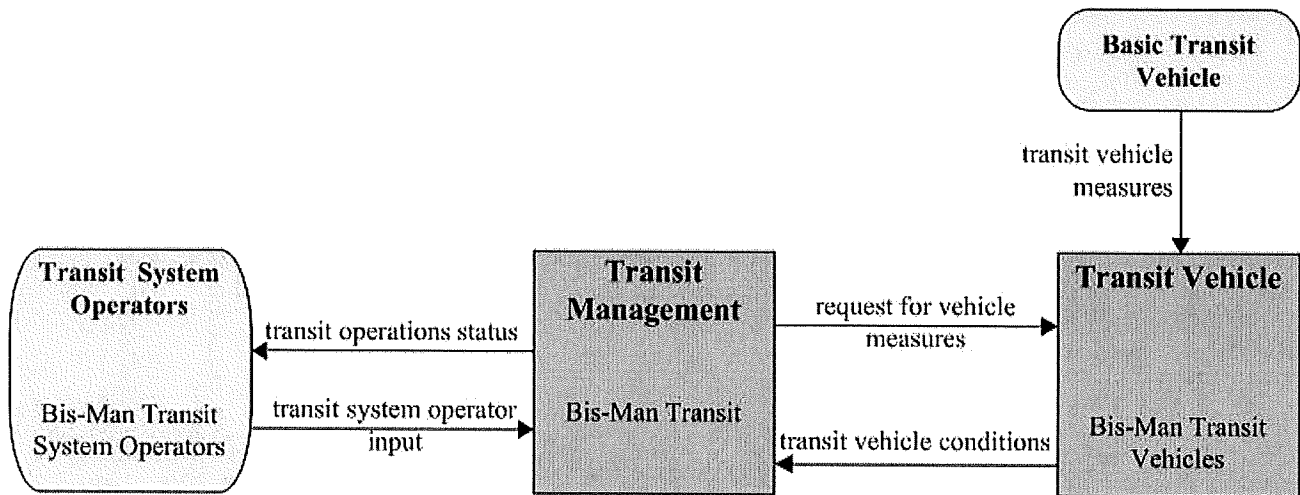 Basic Transit
Vehicle
transit vehicle
measures
Transit System
Operators
Bis-Man Transit
System Operators
transit operations status
transit system operator
input
Transit
Management
Bis-Man Transit
request for vehicle
measures
transit vehicle conditions
Transit Vehicle
Bis-Man Transit
Vehicles